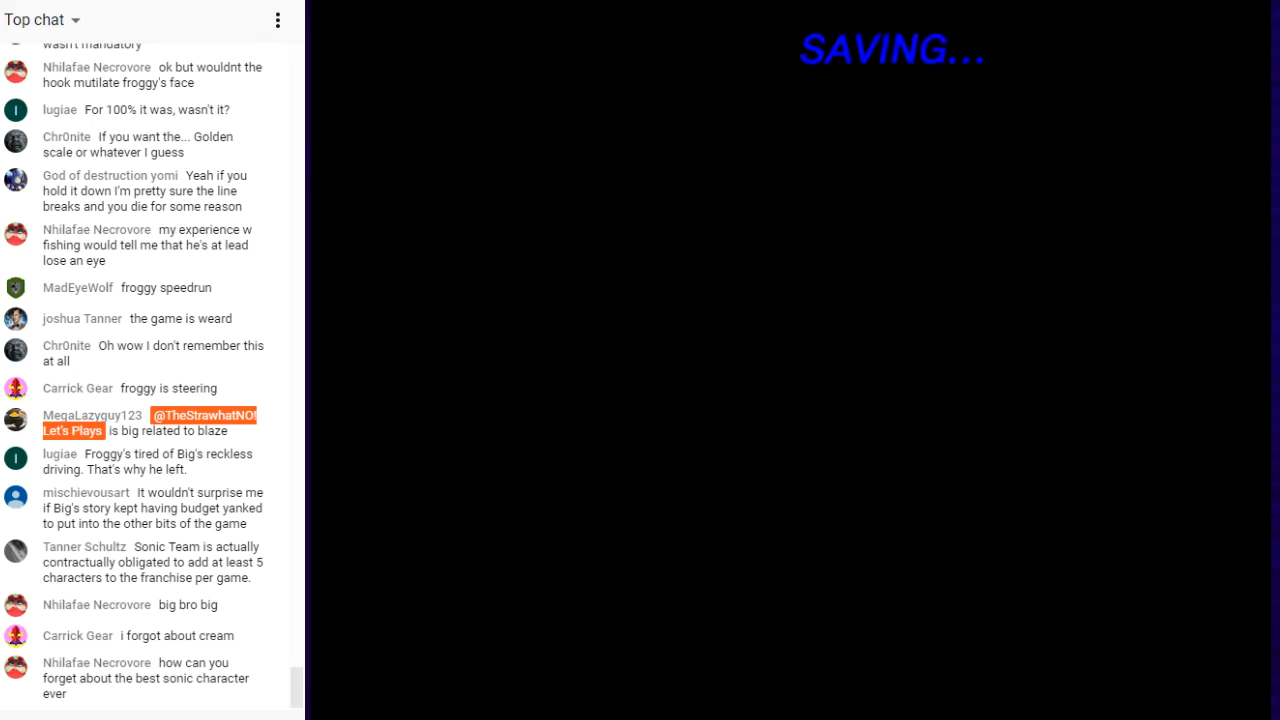 Top chat
SAVING...
wasn't mandatory
Nhilafae Necrovore ok but wouldnt the
hook mutilate froggy's face
I lugiae For 100% it was, wasn't it?
Chr0nite If you want the... Golden
scale or whatever I guess
God of destruction yomi Yeah if you
hold it down I'm pretty sure the line
breaks and you die for some reason
Nhilafae Necrovore my experience w
fishing would tell me that he's at lead
lose an eye
MadEyeWolf froggy speedrun
joshua Tanner the game is weard
Chr0nite Oh wow I don't remember this
at all
Carrick Gear froggy is steering
MegaLazyguy123 @TheStrawhatNO!
Let's Plays is big related to blaze
I lugiae Froggy's tired of Big's reckless
driving. That's why he left.
mischievousart It wouldn't surprise me
if Big's story kept having budget yanked
to put into the other bits of the game
Tanner Schultz Sonic Team is actually
contractually obligated to add at least 5
characters to the franchise per game.
Nhilafae Necrovore big bro big
Carrick Gear i forgot about cream
Nhilafae Necrovore how can you
forget about the best sonic character
ever